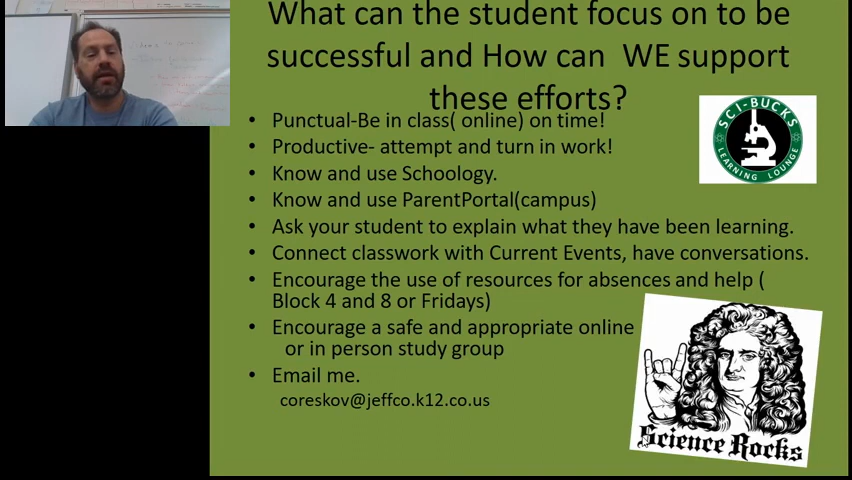 What can the student focus on to be
successful and How can WE support
these efforts?
• Punctual-Be in class( online) on time!
• Productive- attempt and turn in work!
• Know and use Schoology.
• Know and use ParentPortal(campus)
• Ask your student to explain what they have been learning.
• Connect classwork with Current Events, have conversations.
• Encourage the use of resources for absences and help (
Block 4 and 8 or Fridays)
• Encourage a safe and appropriate online
or in person study group
• Email me.
coreskov@jeffco.k12.co.us
SCI-BUCKS
LEARNING LOUNGE
Science Rocks